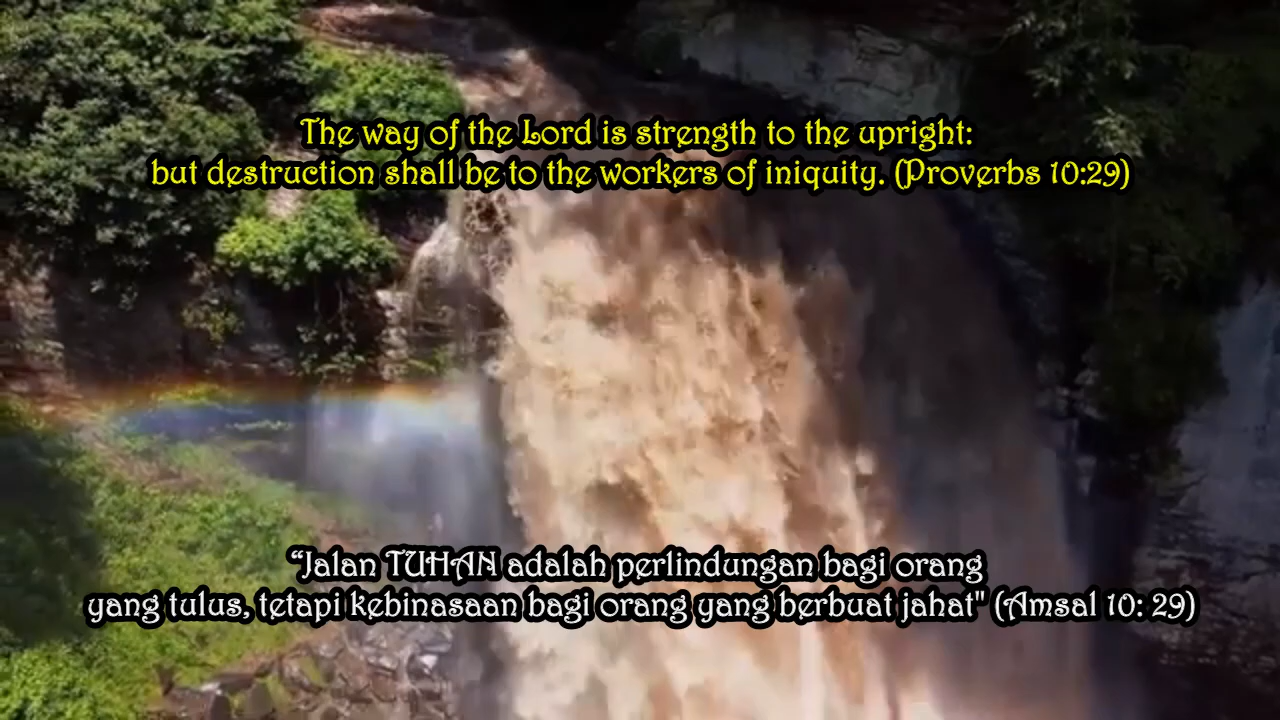 The way of the Lord is strength to the upright:
but destruction shall be to the workers of iniquity. (Proverbs 10:29)
“Jalan TUHAN adalah perlindungan bagi orang
yang tulus, tetapi kebinasaan bagi orang yang berbuat jahat" (Amsal 10: 29)